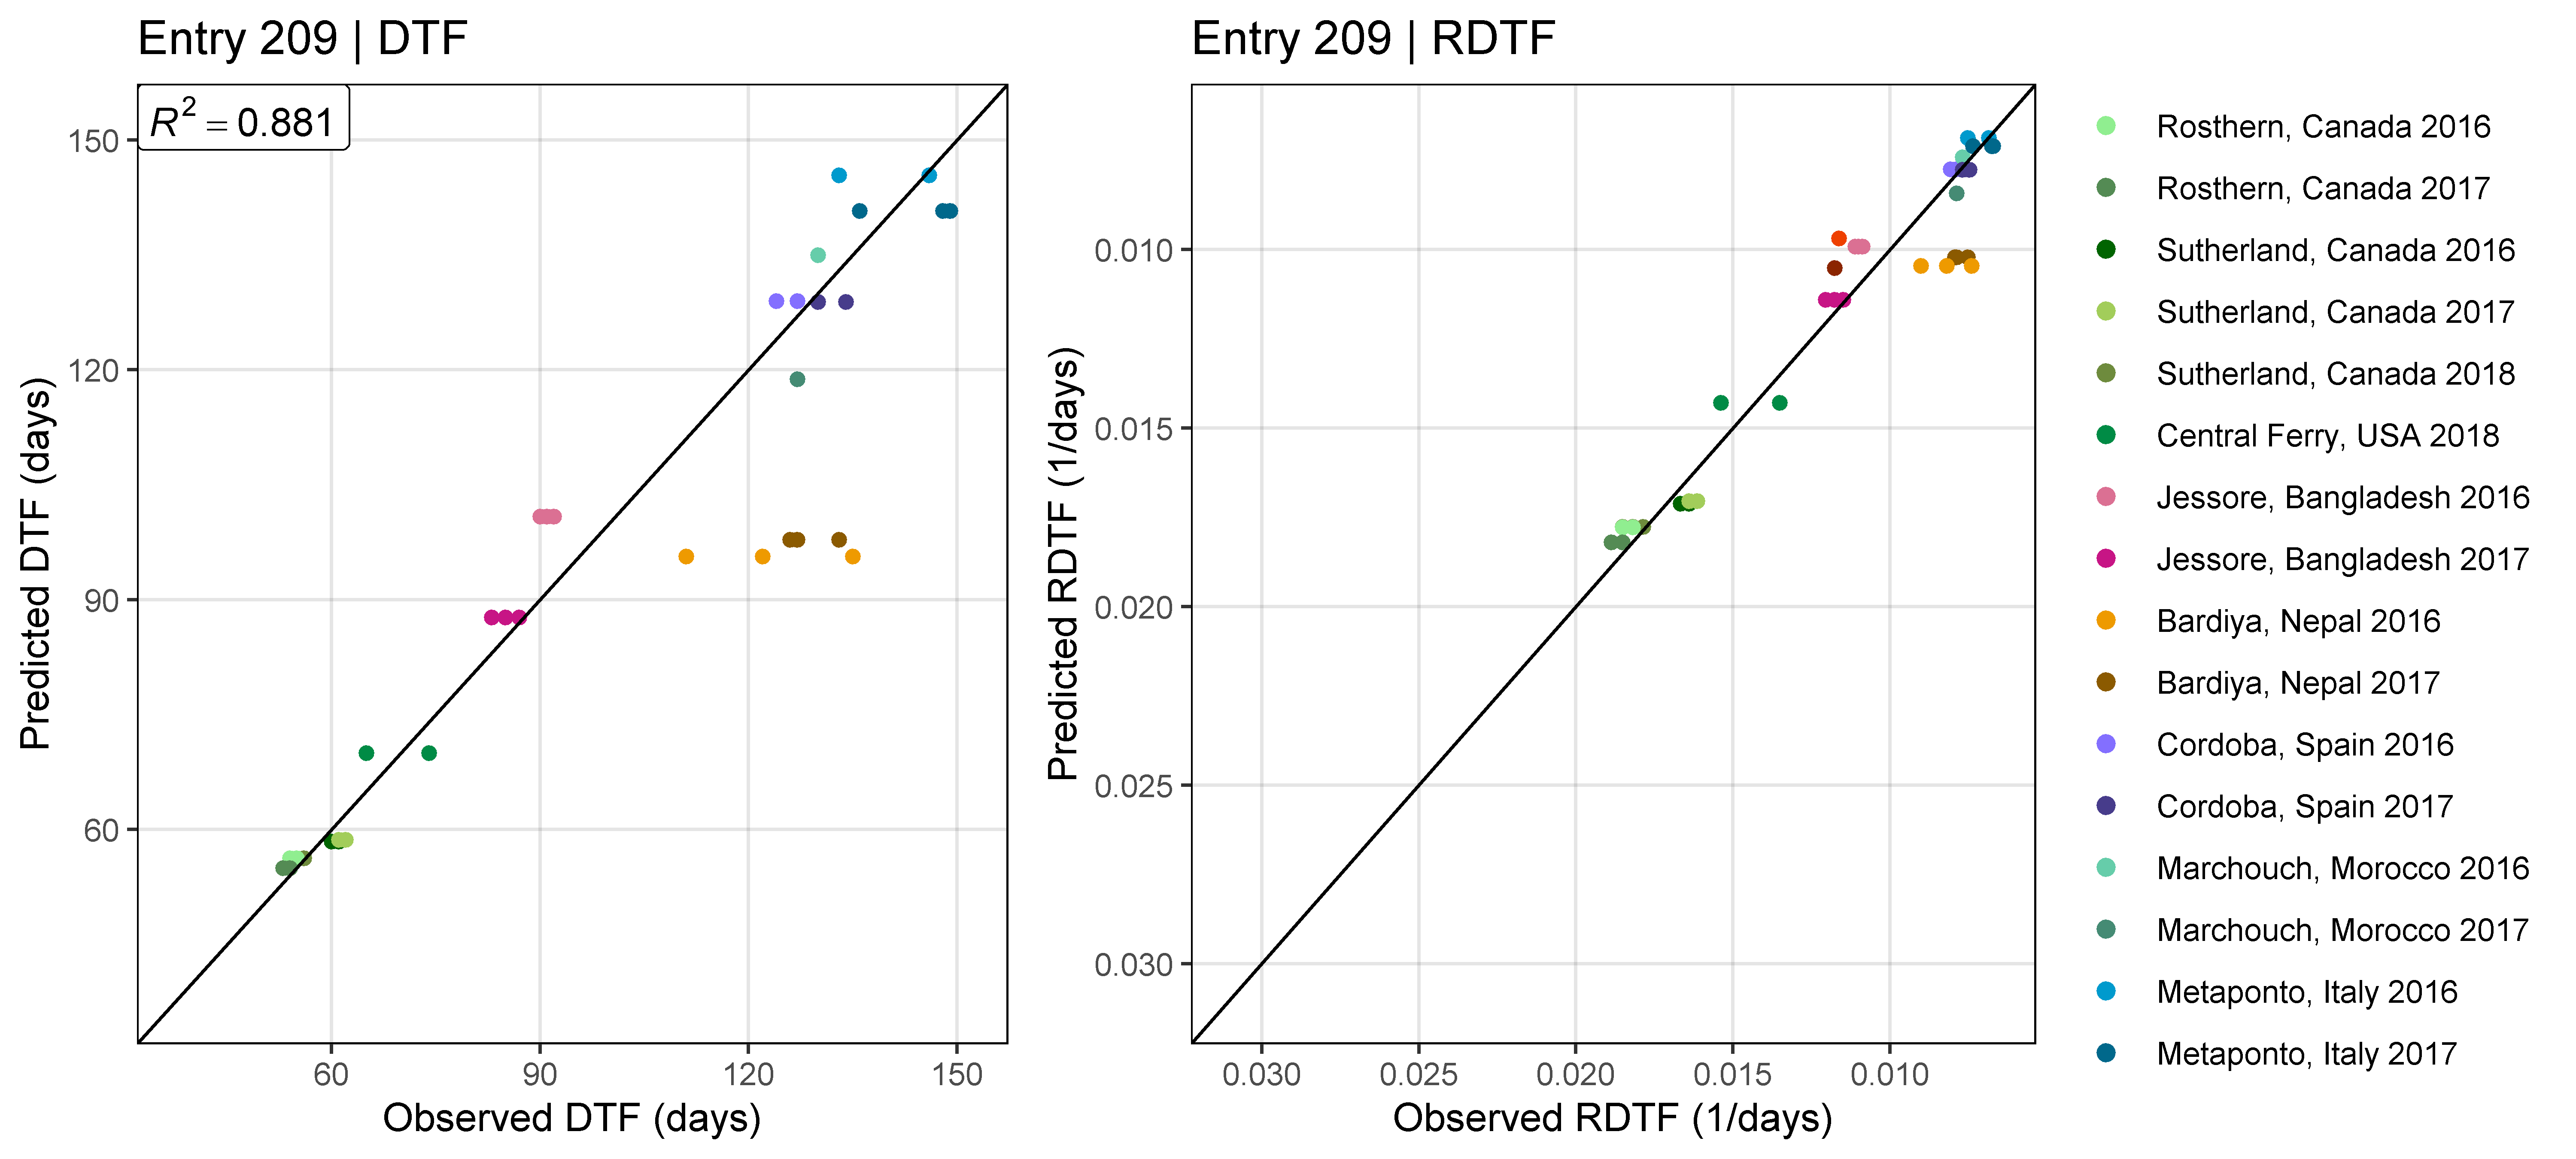 Entry 209 | DTF
R² = 0.881
Predicted DTF (days)
150
120
90
60
60 90 120 150
Observed DTF (days)
Entry 209 | RDTF
Predicted RDTF (1/days)
0.010
0.015
0.020
0.025
0.030
0.030 0.025 0.020 0.015 0.010
Observed RDTF (1/days)
Rosthern, Canada 2016
Rosthern, Canada 2017
Sutherland, Canada 2016
Sutherland, Canada 2017
Sutherland, Canada 2018
Central Ferry, USA 2018
Jessore, Bangladesh 2016
Jessore, Bangladesh 2017
Bardiya, Nepal 2016
Bardiya, Nepal 2017
Cordoba, Spain 2016
Cordoba, Spain 2017
Marchouch, Morocco 2016
Marchouch, Morocco 2017
Metaponto, Italy 2016
Metaponto, Italy 2017